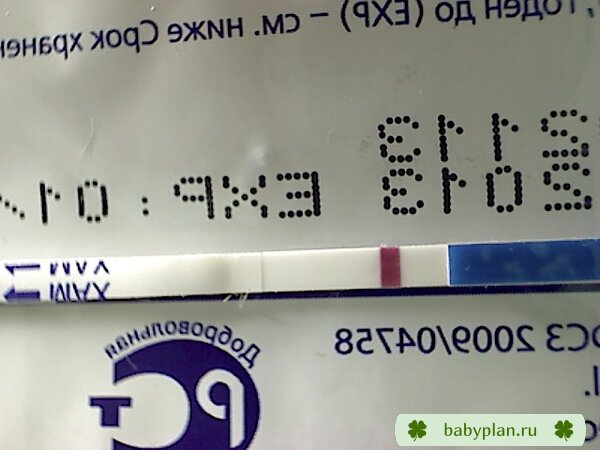 годен до (EXP) – см. ниже Срок хранен
2113
2013 EXP: 01
MAX
MAX
Добровольная
РСТ
СЗ 2009/04758
babyplan.ru